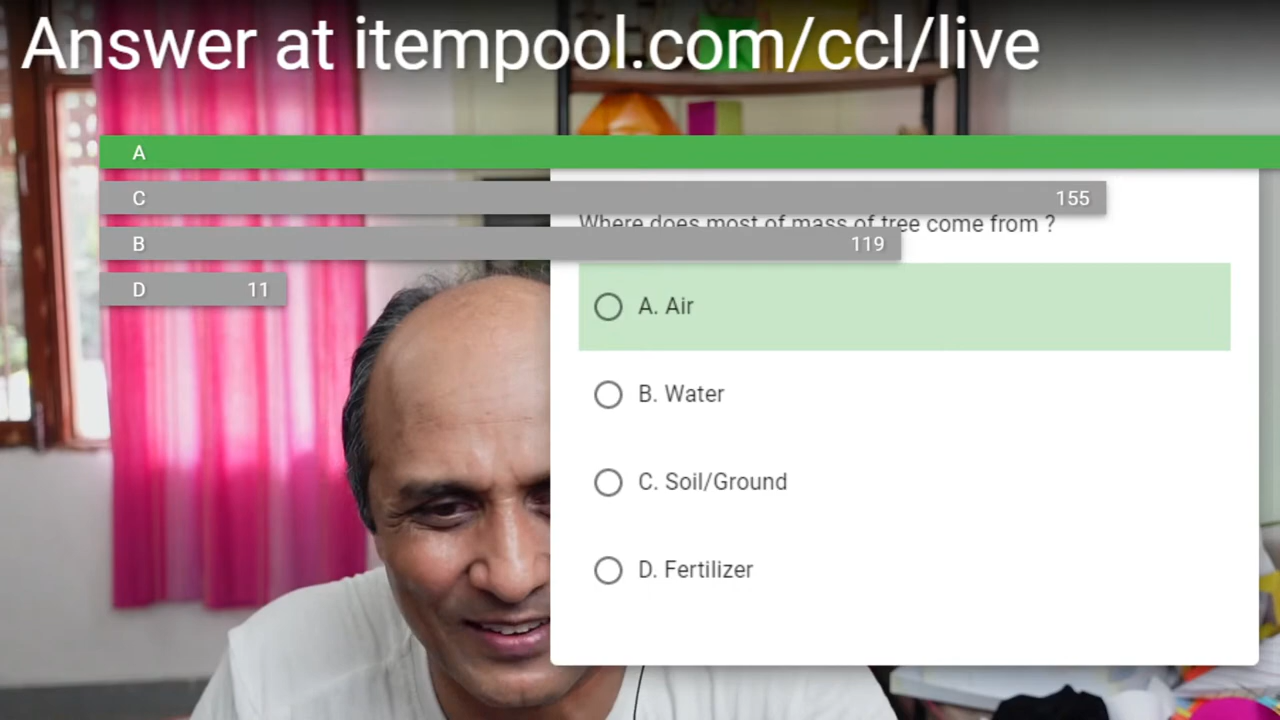 Answer at itempool.com/ccl/live
A
C 155
Where does most of mass of tree come from ?
B 119
D 11
A. Air
B. Water
C. Soil/Ground
D. Fertilizer